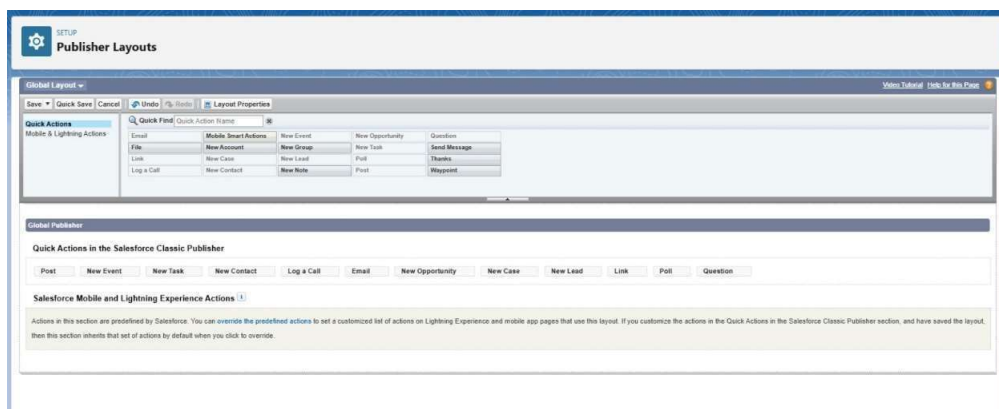 SETUP
Publisher Layouts
Global Layout
Video Tutorial Help for this Page
Save Quick Save Cancel Undo Redo Layout Properties
Quick Actions
Mobile & Lightning Actions
Quick Find Quick Action Name
Email Mobile Smart Actions New Event New Opportunity Question
File New Account New Group New Task Send Message
Link New Case New Lead Poll Thanks
Log a Call New Contact New Note Post Waypoint
Global Publisher
Quick Actions in the Salesforce Classic Publisher
Post New Event New Task New Contact Log a Call Email New Opportunity New Case New Lead Link Poll Question
Salesforce Mobile and Lightning Experience Actions i
Actions in this section are predefined by Salesforce. You can override the predefined actions to set a customized list of actions on Lightning Experience and mobile app pages that use this layout. If you customize the actions in the Quick Actions in the Salesforce Classic Publisher section, and have saved the layout,
then this section inherits that set of actions by default when you click to override.